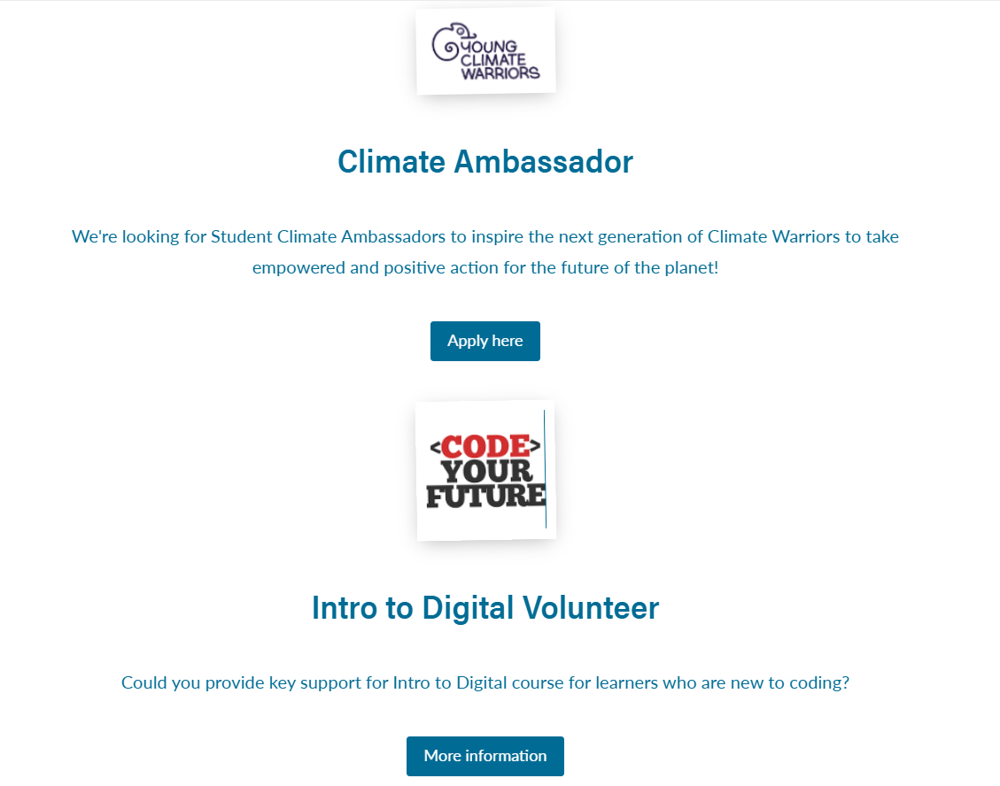 YOUNG
CLIMATE
WARRIORS
Climate Ambassador
We're looking for Student Climate Ambassadors to inspire the next generation of Climate Warriors to take
empowered and positive action for the future of the planet!
Apply here
<CODE>
YOUR
FUTURE
Intro to Digital Volunteer
Could you provide key support for Intro to Digital course for learners who are new to coding?
More information